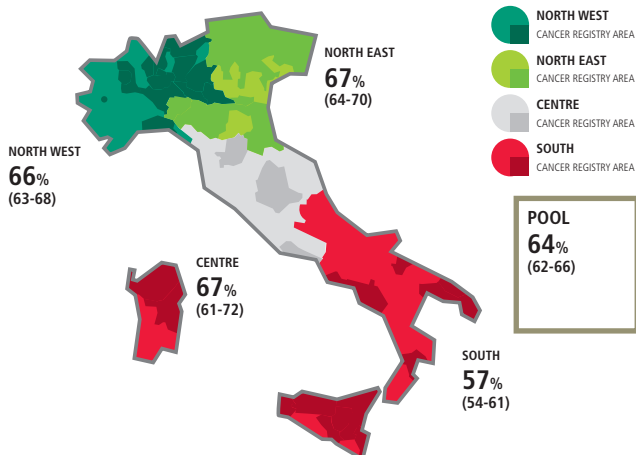 NORTH WEST
CANCER REGISTRY AREA
NORTH EAST
CANCER REGISTRY AREA
CENTRE
CANCER REGISTRY AREA
SOUTH
CANCER REGISTRY AREA
NORTH EAST
67%
(64-70)
NORTH WEST
66%
(63-68)
POOL
64%
(62-66)
CENTRE
67%
(61-72)
SOUTH
57%
(54-61)